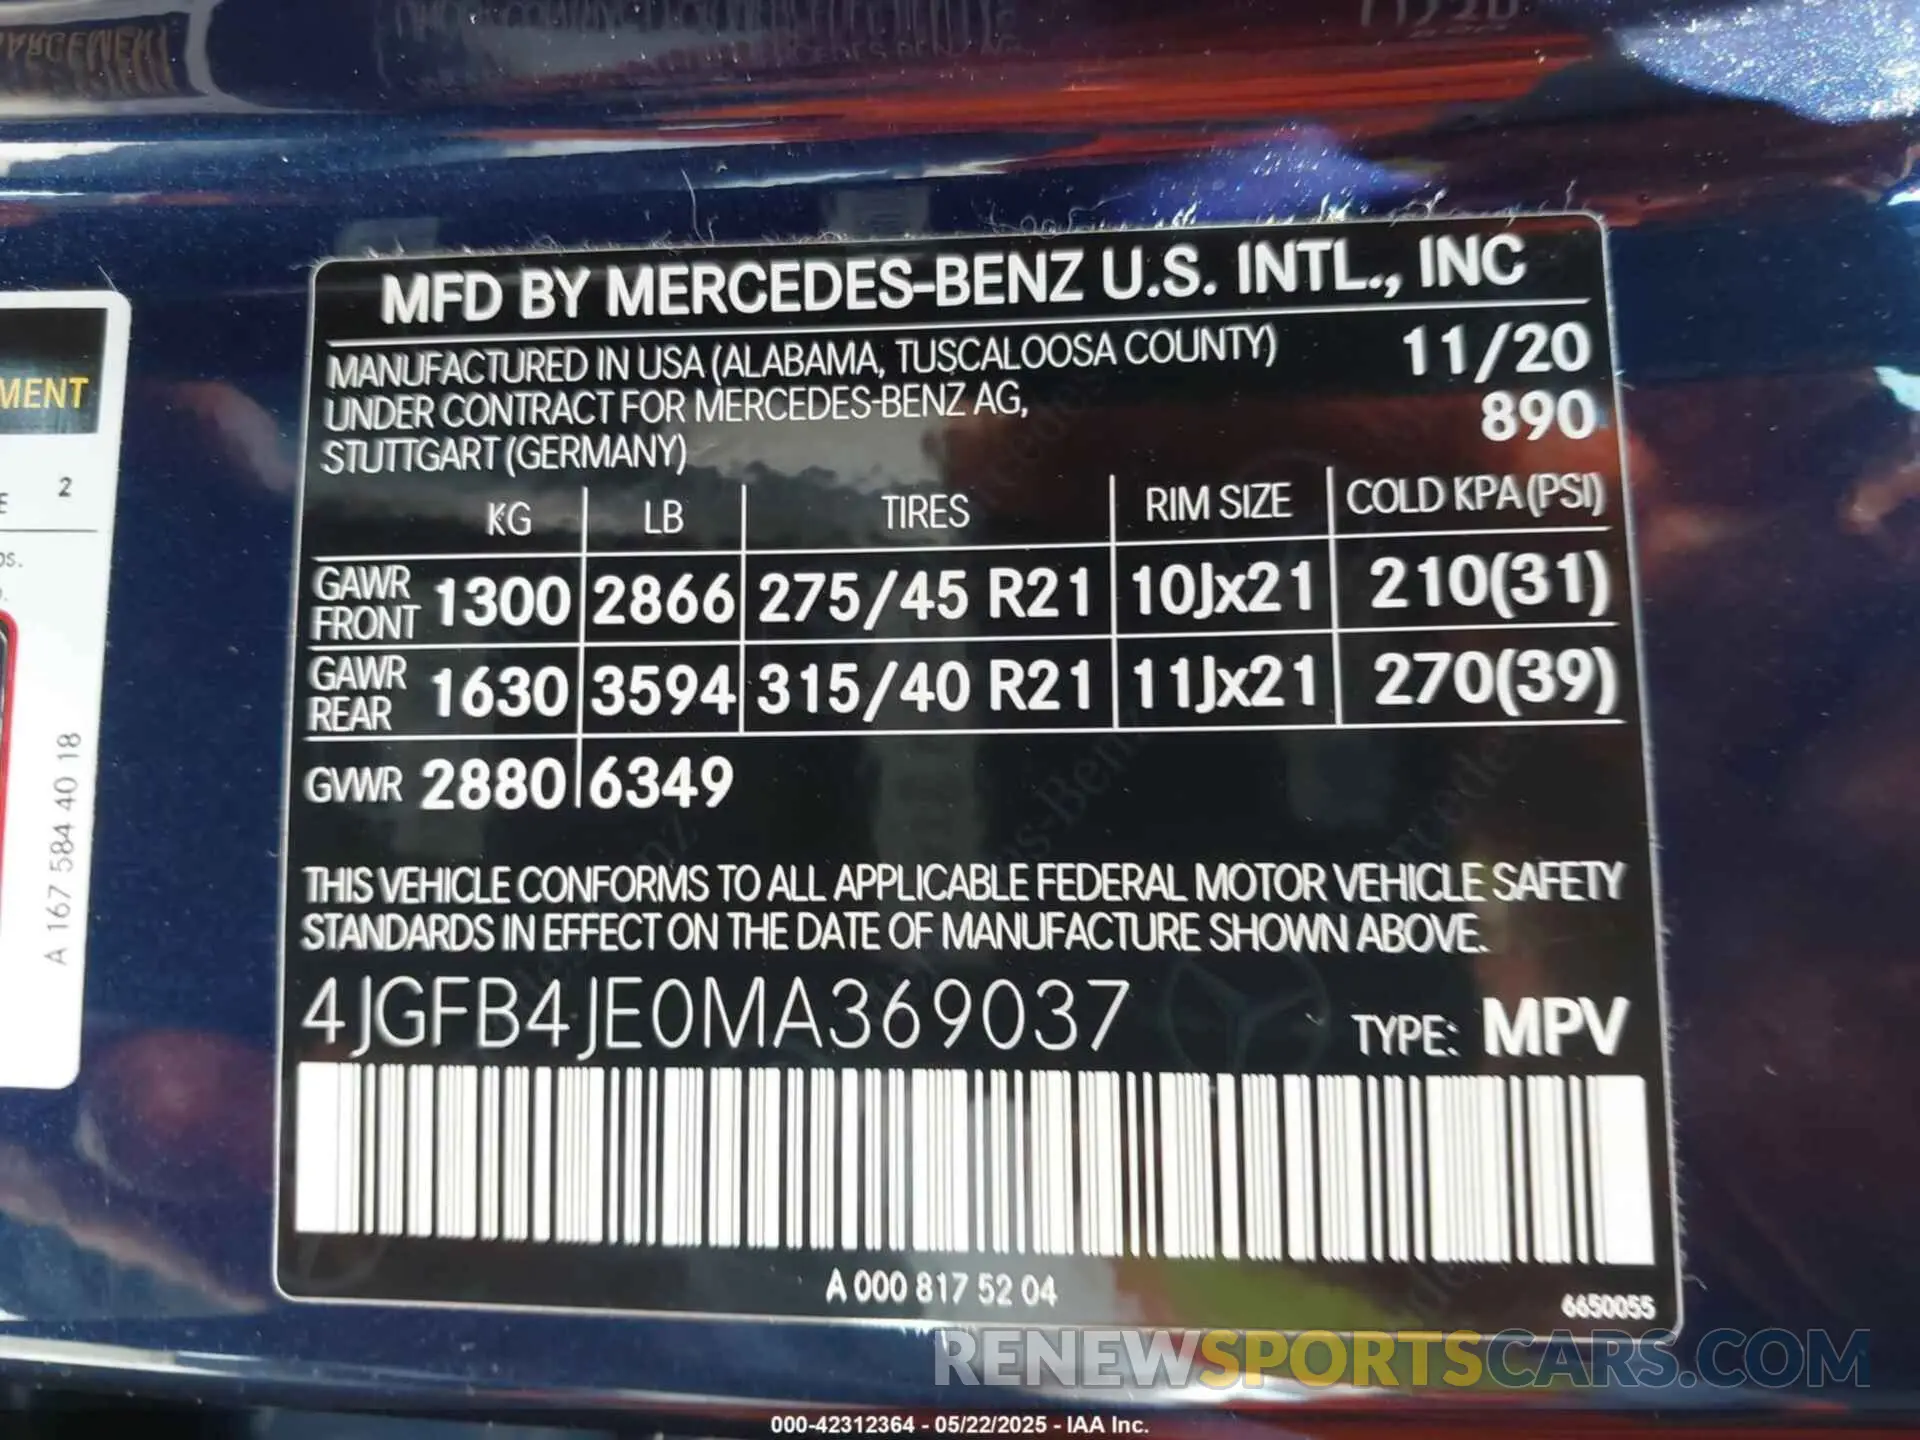 MFD BY MERCEDES-BENZ U.S. INTL., INC
MANUFACTURED IN USA (ALABAMA, TUSCALOOSA COUNTY) 11/20
UNDER CONTRACT FOR MERCEDES-BENZ AG, 890
STUTTGART (GERMANY)
KG LB TIRES RIM SIZE COLD KPA (PSI)
GAWR FRONT 1300 2866 275/45 R21 10Jx21 210(31)
GAWR REAR 1630 3594 315/40 R21 11Jx21 270(39)
GVWR 2880 6349
THIS VEHICLE CONFORMS TO ALL APPLICABLE FEDERAL MOTOR VEHICLE SAFETY
STANDARDS IN EFFECT ON THE DATE OF MANUFACTURE SHOWN ABOVE.
4JGFB4JE0MA369037 TYPE: MPV
A 000 817 52 04
6650055
MENT
2
A 167 584 40 18
RENEWSPORTSCARS.COM
000-42312364 - 05/22/2025 - IAA Inc.